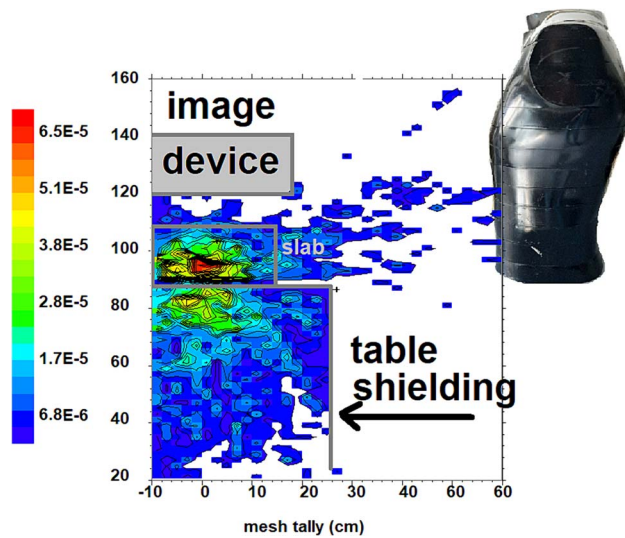 160
image
6.5E-5
140
device
5.1E-5
120
3.8E-5
100
slab
2.8E-5
80
1.7E-5
60
table
shielding
6.8E-6
40
20
-10 0 10 20 30 40 50 60
mesh tally (cm)